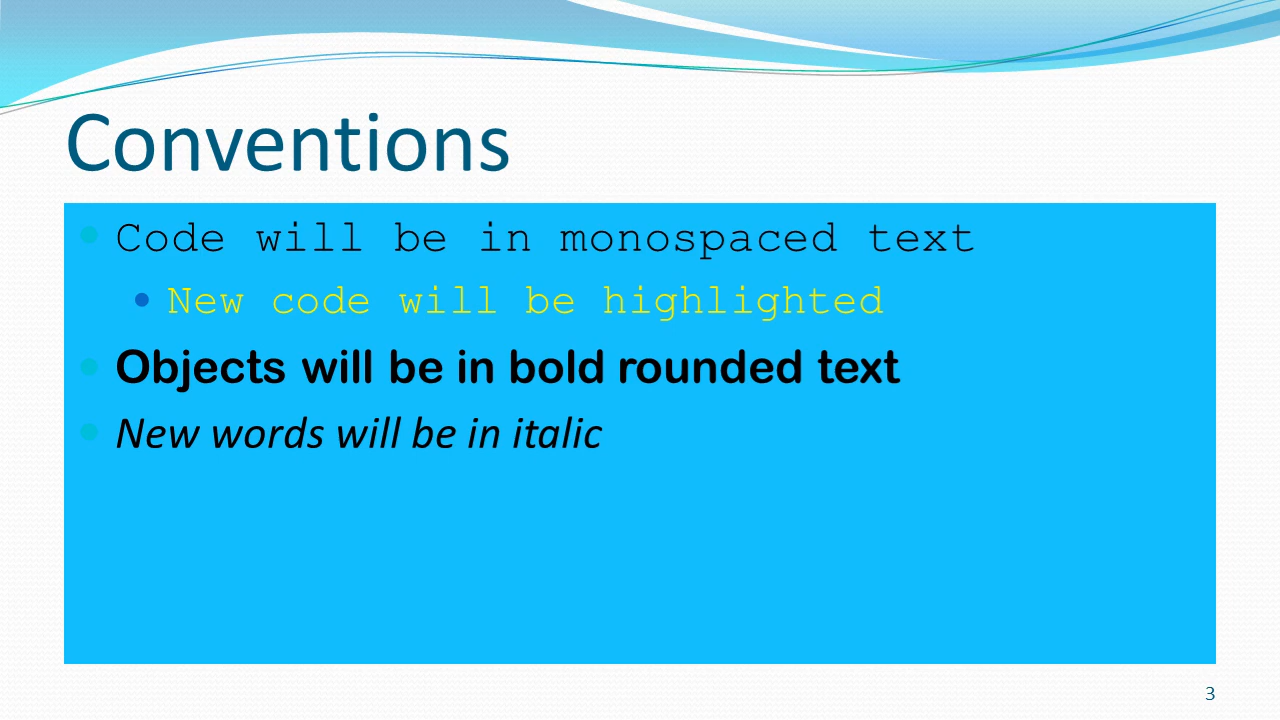 Conventions
Code will be in monospaced text
New code will be highlighted
Objects will be in bold rounded text
New words will be in italic
3